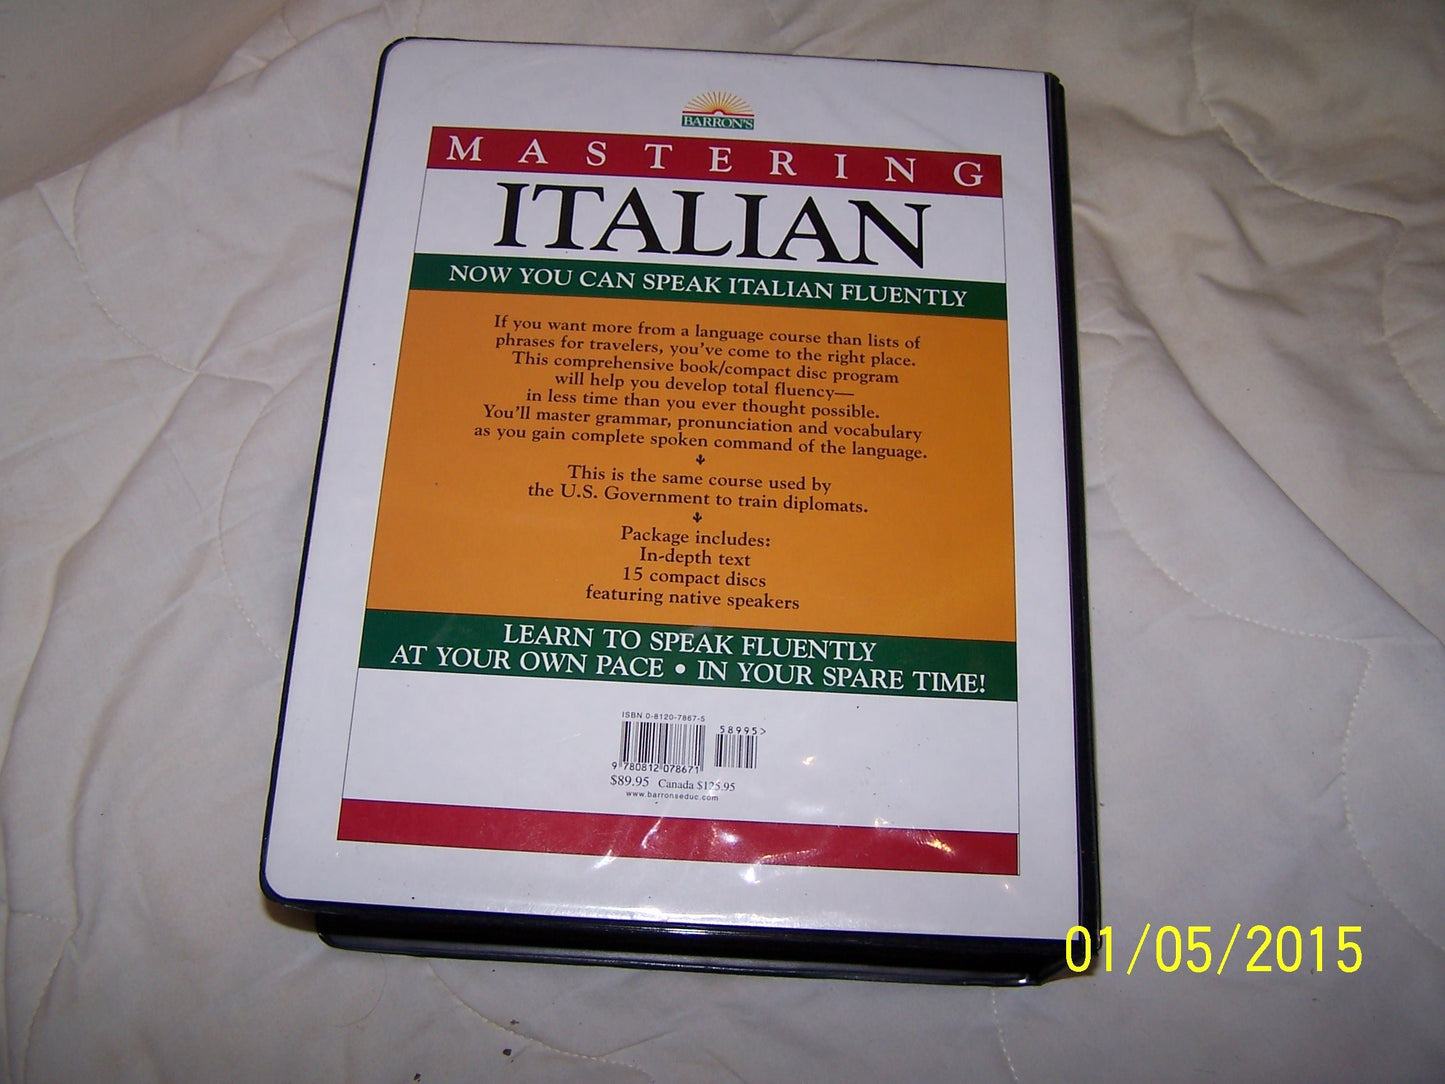 BARRON'S
MASTERING
ITALIAN
NOW YOU CAN SPEAK ITALIAN FLUENTLY
If you want more from a language course than lists of
phrases for travelers, you've come to the right place.
This comprehensive book/compact disc program
will help you develop total fluency—
in less time than you ever thought possible.
You'll master grammar, pronunciation and vocabulary
as you gain complete spoken command of the language.
This is the same course used by
the U.S. Government to train diplomats.
Package includes:
In-depth text
15 compact discs
featuring native speakers
LEARN TO SPEAK FLUENTLY
AT YOUR OWN PACE • IN YOUR SPARE TIME!
ISBN 0-8120-7867-5
58995>
9 780812 078671
$89.95 Canada $125.95
www.barronseduc.com
01/05/2015